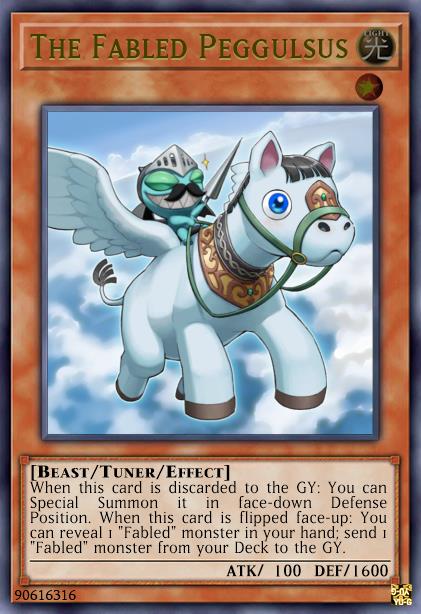 The Fabled Peggulsus
LIGHT
光
[Beast/Tuner/Effect]
When this card is discarded to the GY: You can
Special Summon it in face-down Defense
Position. When this card is flipped face-up: You
can reveal 1 "Fabled" monster in your hand; send 1
"Fabled" monster from your Deck to the GY.
ATK/ 100 DEF/1600
90616316